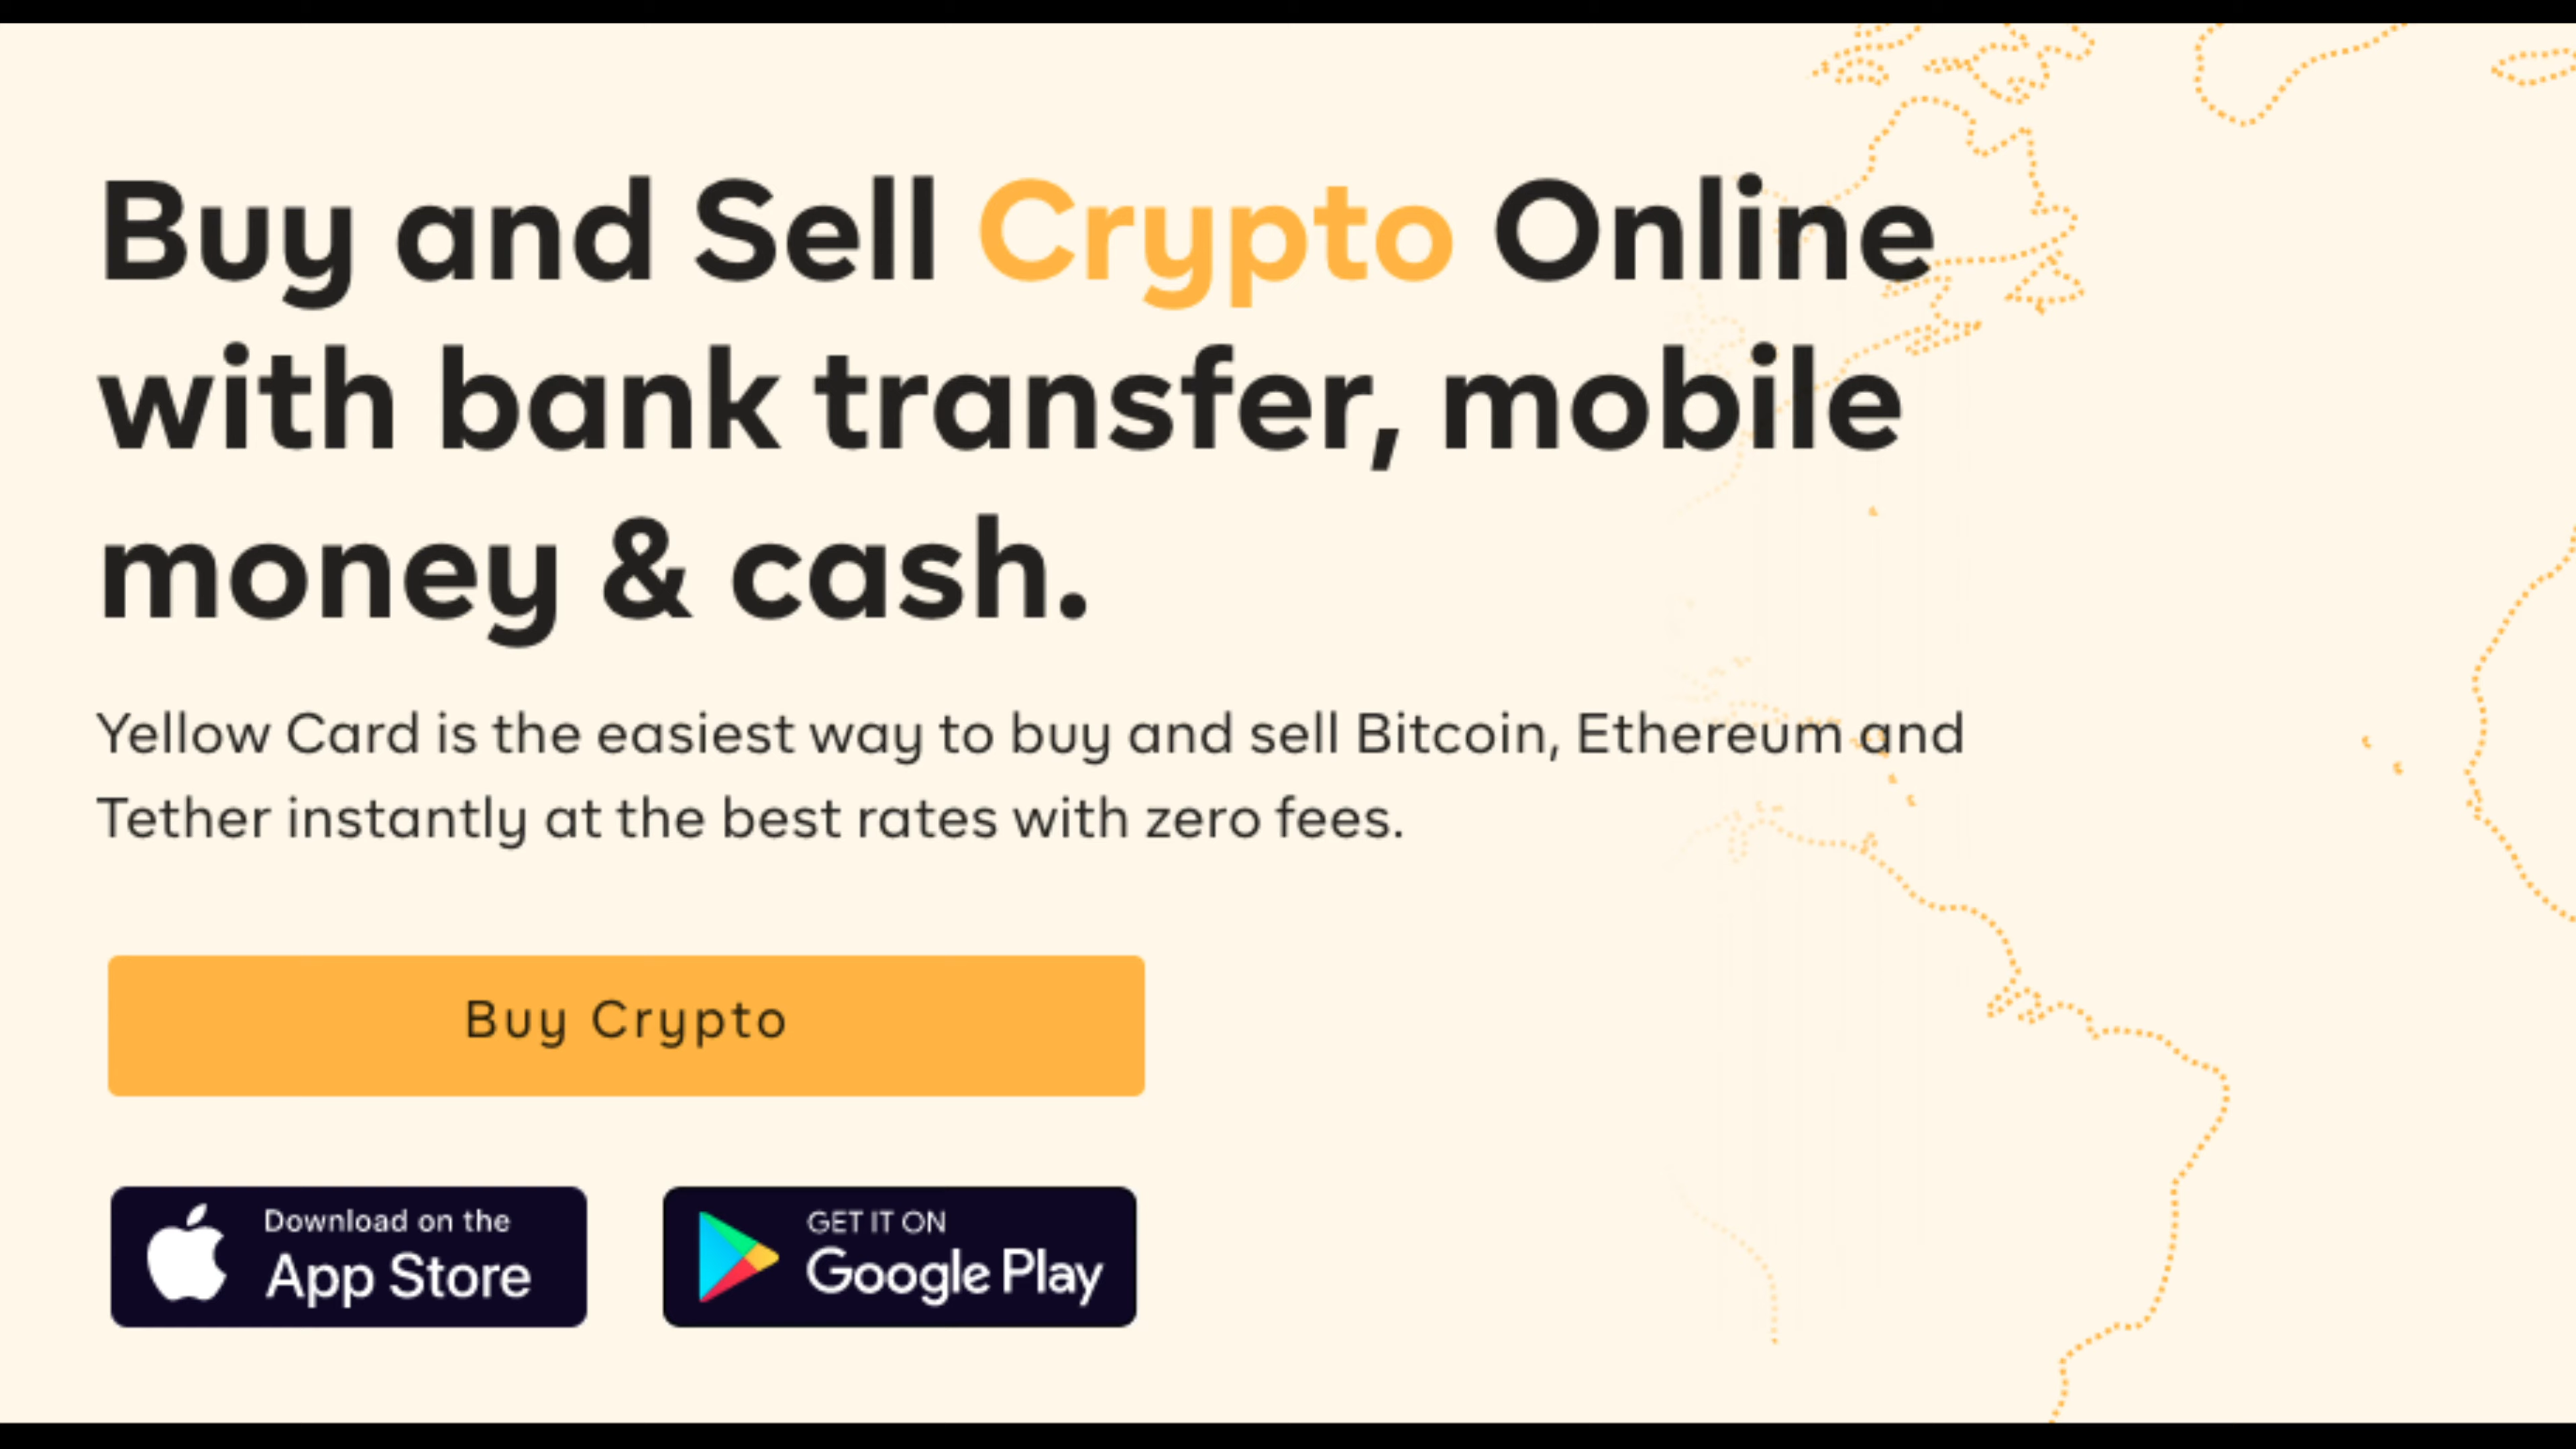 Buy and Sell Crypto Online
with bank transfer, mobile
money & cash.
Yellow Card is the easiest way to buy and sell Bitcoin, Ethereum and
Tether instantly at the best rates with zero fees.
Buy Crypto
Download on the
App Store
GET IT ON
Google Play